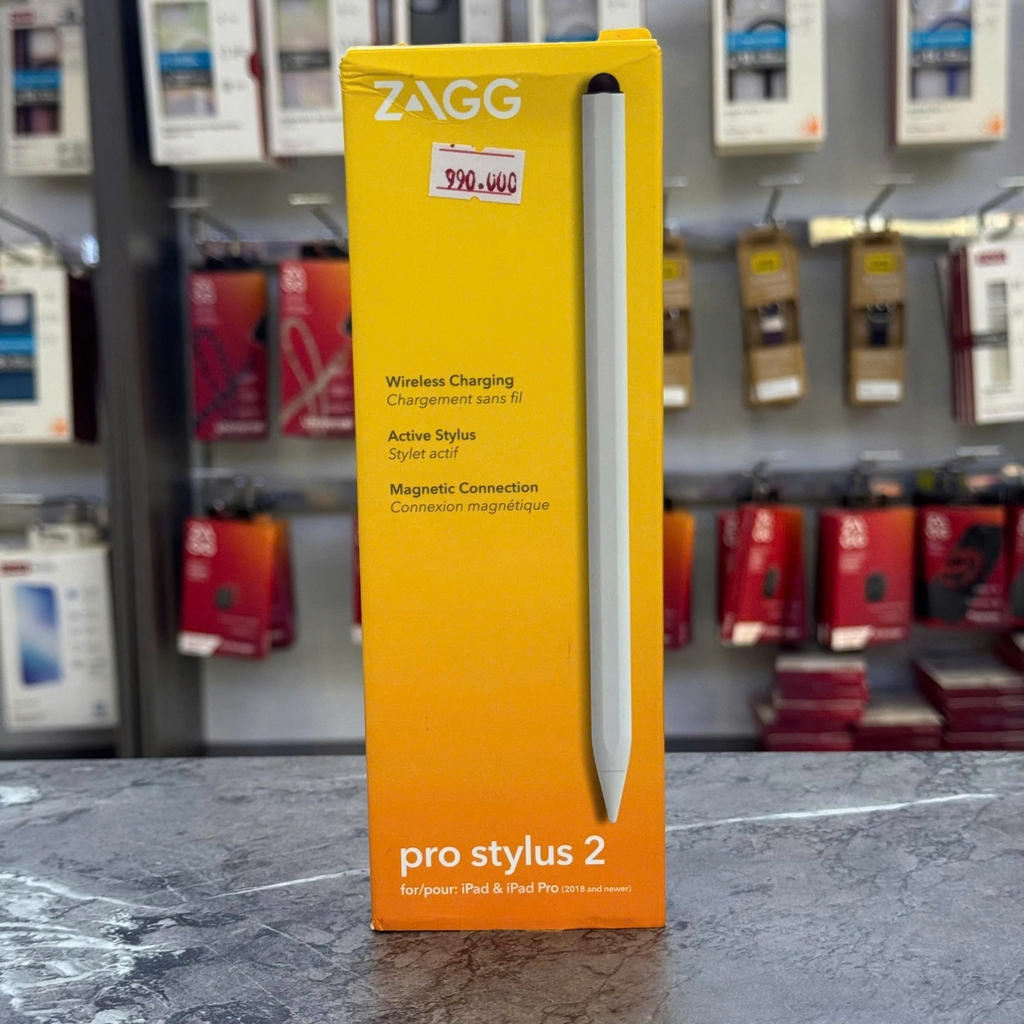 ZAGG
990.000
Wireless Charging
Chargement sans fil
Active Stylus
Stylet actif
Magnetic Connection
Connexion magnétique
pro stylus 2
for/pour: iPad & iPad Pro (2018 and newer)